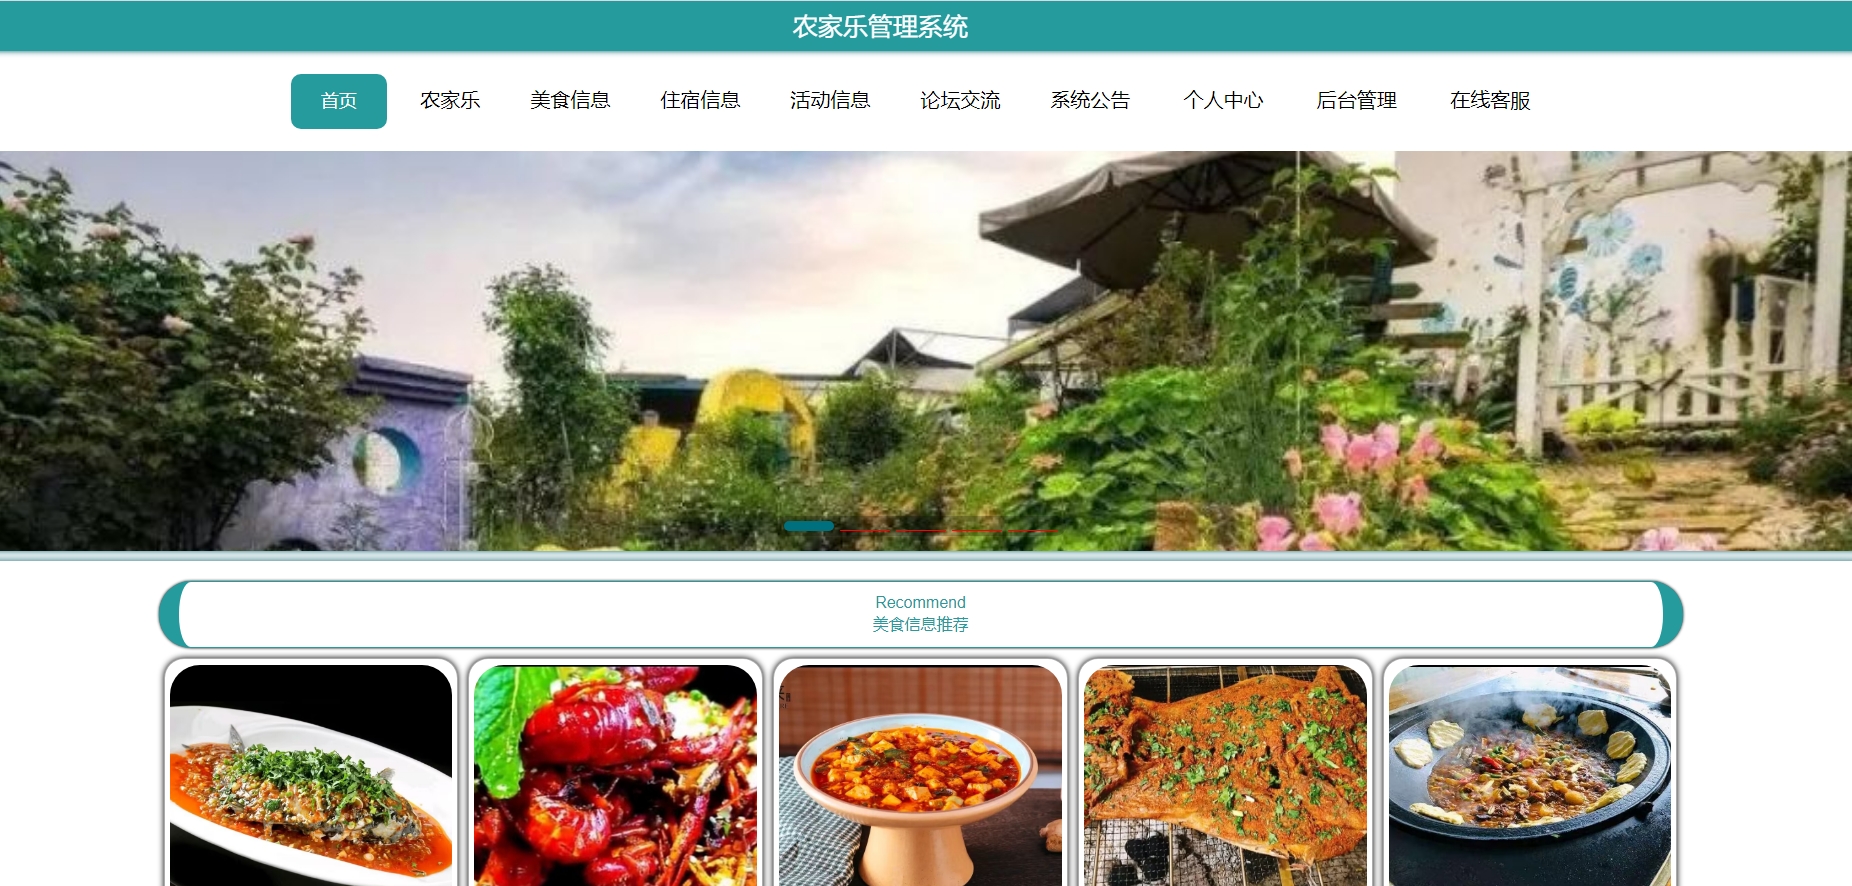 农家乐管理系统
首页 农家乐 美食信息 住宿信息 活动信息 论坛交流 系统公告 个人中心 后台管理 在线客服
Recommend
美食信息推荐